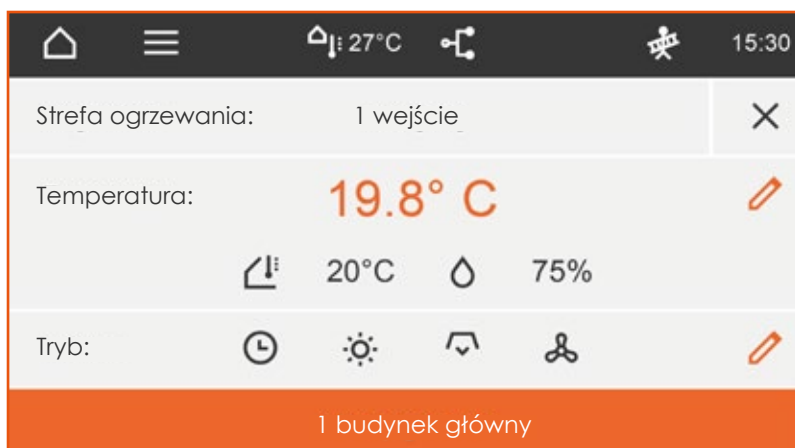 27°C 15:30
Strefa ogrzewania: 1 wejście
Temperatura: 19.8° C
20°C 75%
Tryb:
1 budynek główny